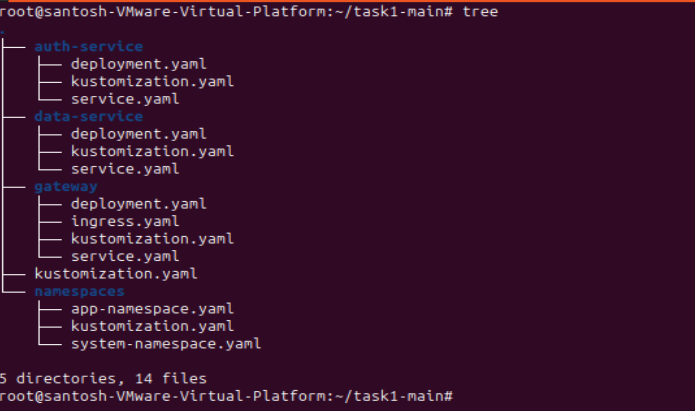 root@santosh-VMware-Virtual-Platform:~/task1-main# tree
.
├── auth-service
│   ├── deployment.yaml
│   ├── kustomization.yaml
│   └── service.yaml
├── data-service
│   ├── deployment.yaml
│   ├── kustomization.yaml
│   └── service.yaml
├── gateway
│   ├── deployment.yaml
│   ├── ingress.yaml
│   ├── kustomization.yaml
│   └── service.yaml
├── kustomization.yaml
└── namespaces
    ├── app-namespace.yaml
    ├── kustomization.yaml
    └── system-namespace.yaml

5 directories, 14 files
root@santosh-VMware-Virtual-Platform:~/task1-main#